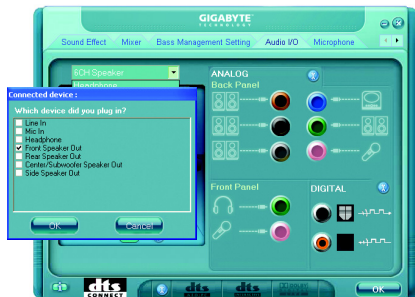 GIGABYTE
TECHNOLOGY
Sound Effect
Mixer
Bass Management Setting
Audio I/O
Microphone
6CH Speaker
Headphone
ANALOG
Back Panel
Connected device :
Which device did you plug in?
Line In
Mic In
Headphone
Front Speaker Out
Rear Speaker Out
Center/Subwoofer Speaker Out
Side Speaker Out
OK
Cancel
Front Panel
DIGITAL
dts
CONNECT
dts
dts
OK